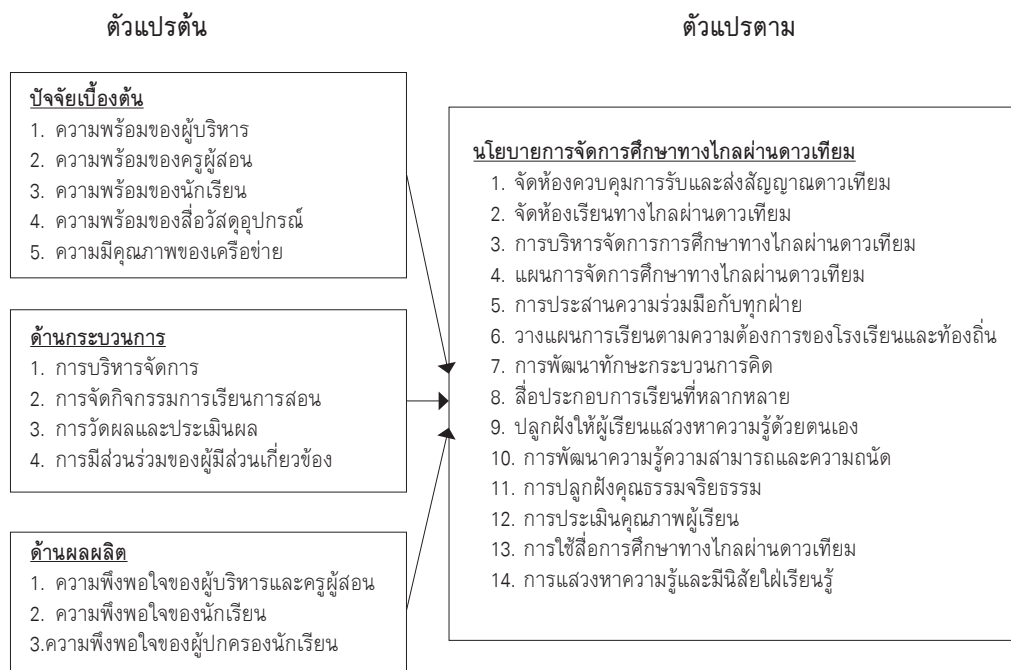 ตัวแปรต้น
ตัวแปรตาม
ปัจจัยเบื้องต้น
1. ความพร้อมของผู้บริหาร
2. ความพร้อมของครูผู้สอน
3. ความพร้อมของนักเรียน
4. ความพร้อมของสื่อวัสดุอุปกรณ์
5. ความมีคุณภาพของเครือข่าย
ด้านกระบวนการ
1. การบริหารจัดการ
2. การจัดกิจกรรมการเรียนการสอน
3. การวัดผลและประเมินผล
4. การมีส่วนร่วมของผู้มีส่วนเกี่ยวข้อง
ด้านผลผลิต
1. ความพึงพอใจของผู้บริหารและครูผู้สอน
2. ความพึงพอใจของนักเรียน
3.ความพึงพอใจของผู้ปกครองนักเรียน
นโยบายการจัดการศึกษาทางไกลผ่านดาวเทียม
1. จัดห้องควบคุมการรับและส่งสัญญาณดาวเทียม
2. จัดห้องเรียนทางไกลผ่านดาวเทียม
3. การบริหารจัดการการศึกษาทางไกลผ่านดาวเทียม
4. แผนการจัดการศึกษาทางไกลผ่านดาวเทียม
5. การประสานความร่วมมือกับทุกฝ่าย
6. วางแผนการเรียนตามความต้องการของโรงเรียนและท้องถิ่น
7. การพัฒนาทักษะกระบวนการคิด
8. สื่อประกอบการเรียนที่หลากหลาย
9. ปลูกฝังให้ผู้เรียนแสวงหาความรู้ด้วยตนเอง
10. การพัฒนาความรู้ความสามารถและความถนัด
11. การปลูกฝังคุณธรรมจริยธรรม
12. การประเมินคุณภาพผู้เรียน
13. การใช้สื่อการศึกษาทางไกลผ่านดาวเทียม
14. การแสวงหาความรู้และมีนิสัยใฝ่เรียนรู้